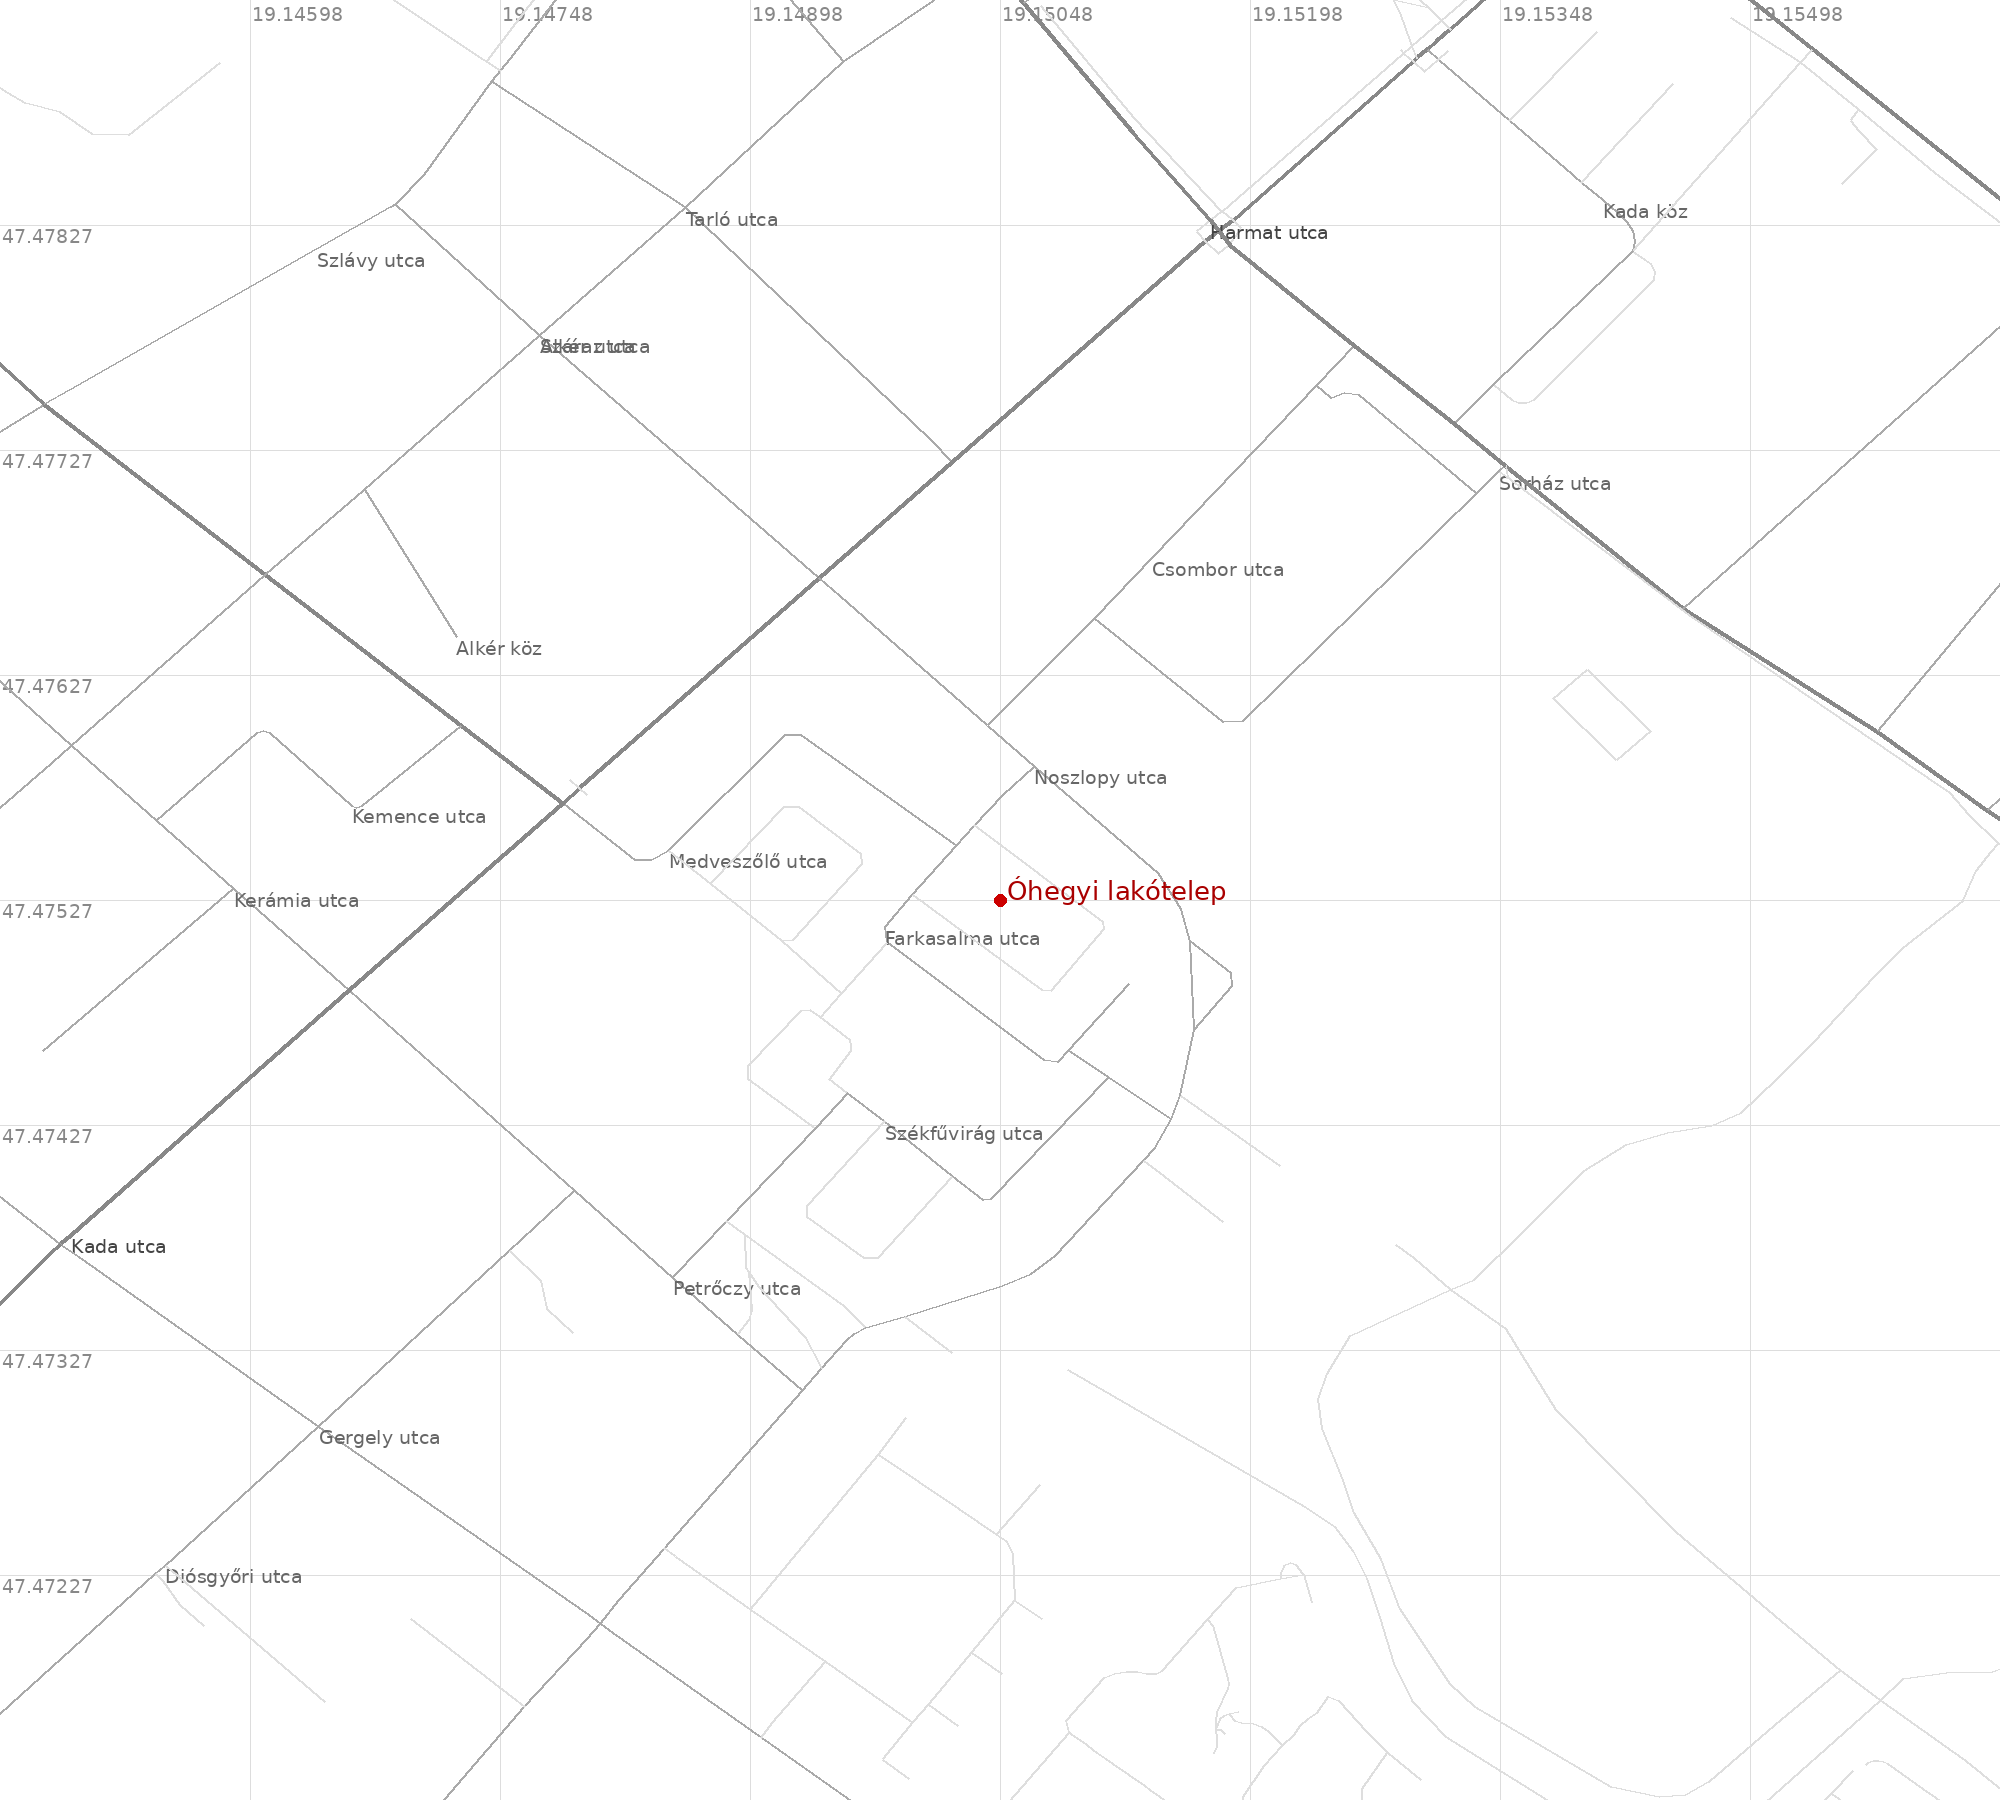 19.14598
19.14748
19.14898
19.15048
19.15198
19.15348
19.15498
Kada köz
Tarló utca
Harmat utca
47.47827
Szlávy utca
47.47727
Sörház utca
Csombor utca
Alkér köz
47.47627
Noszlopy utca
Kemence utca
Medveszőlő utca
Óhegyi lakótelep
Kerámia utca
47.47527
Farkasalma utca
Székfűvirág utca
47.47427
Kada utca
Petrőczy utca
47.47327
Gergely utca
Diósgyőri utca
47.47227